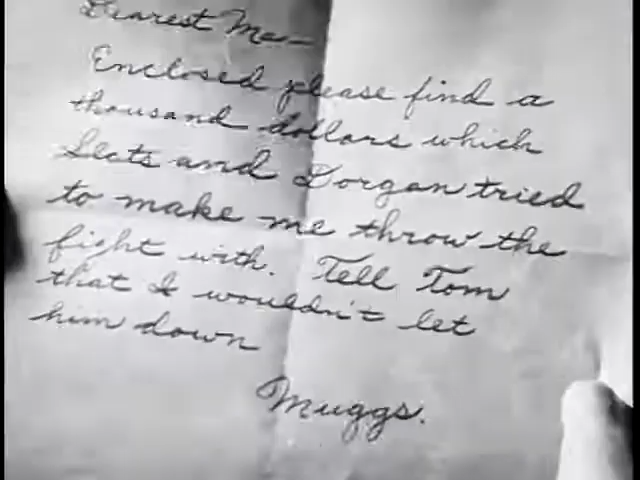 Dearest Ma—
Enclosed please find a
thousand dollars which
Slats and Dorgan tried
to make me throw the
fight with. Tell Tom
that I wouldn't let
him down
Muggs.